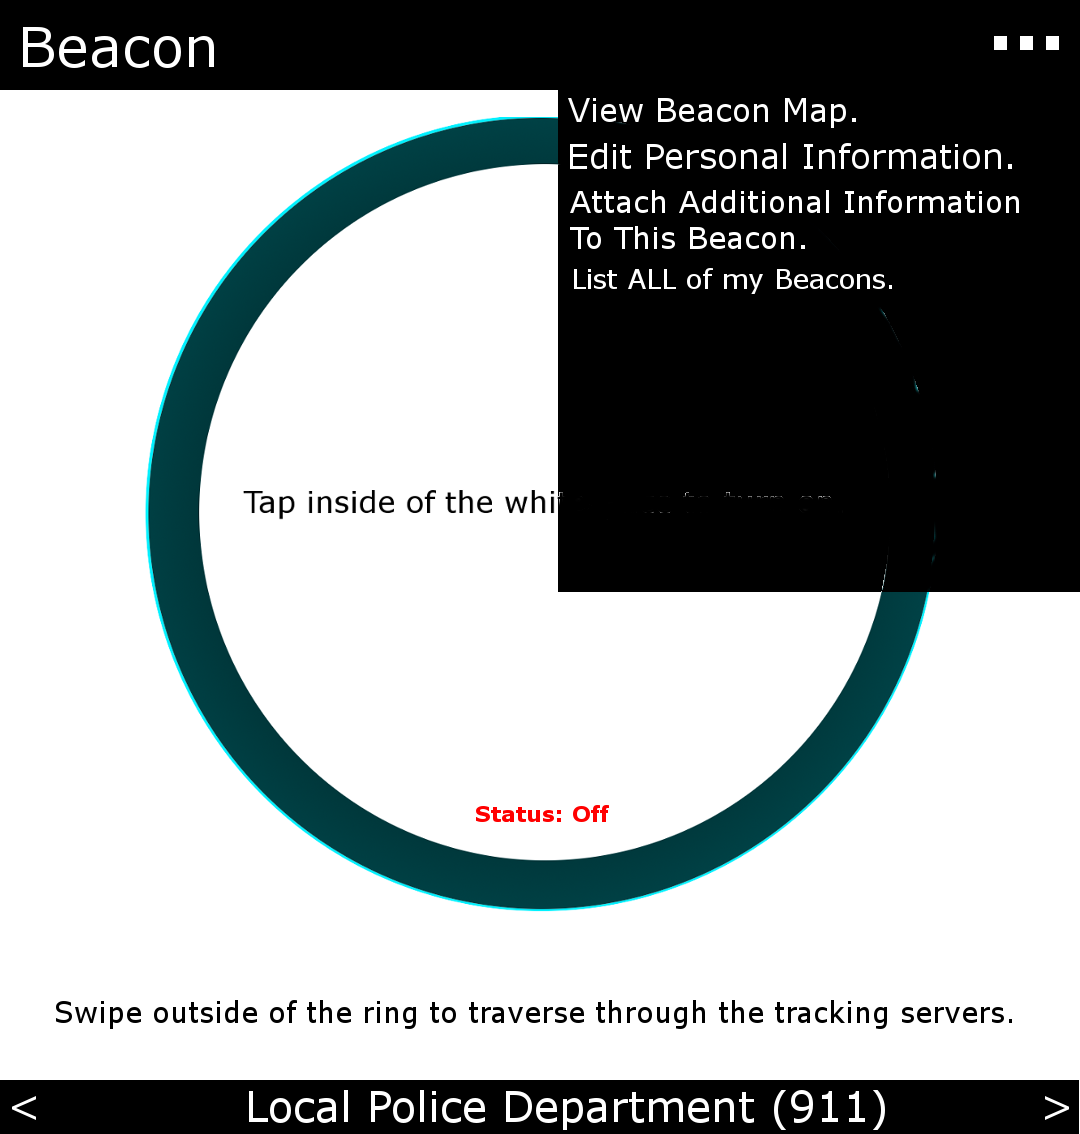 Beacon
View Beacon Map.
Edit Personal Information.
Attach Additional Information
To This Beacon.
List ALL of my Beacons.
Tap inside of the
Status: Off
Swipe outside of the ring to traverse through the tracking servers.
< Local Police Department (911) >